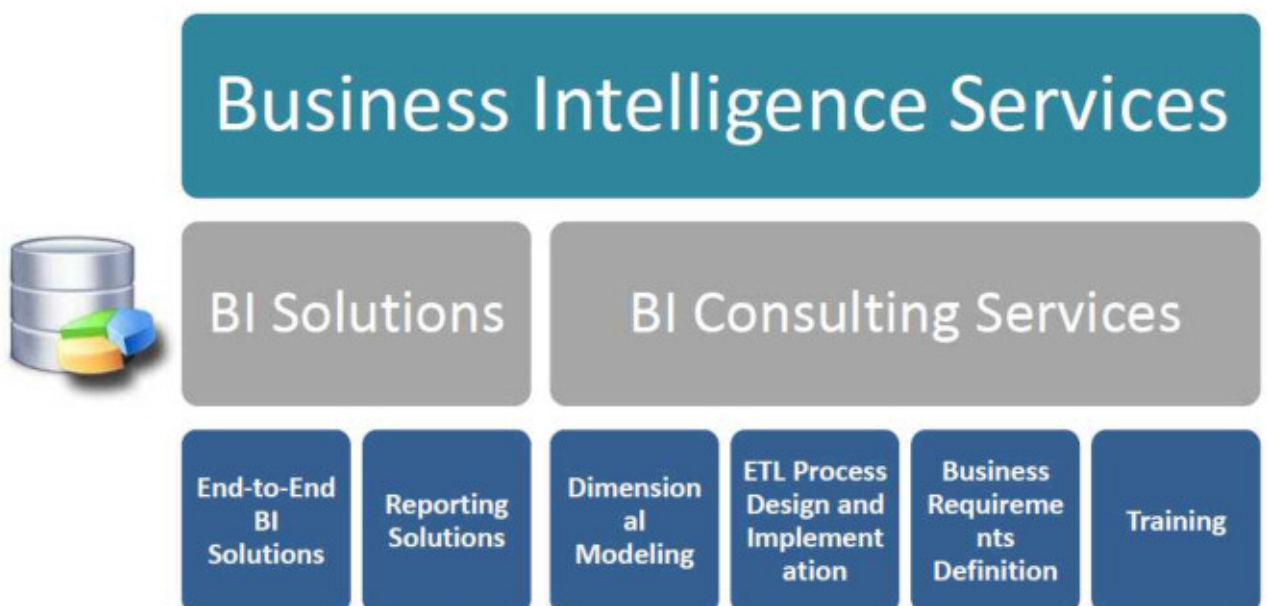 Business Intelligence Services
BI Solutions
BI Consulting Services
End-to-End
BI
Solutions
Reporting
Solutions
Dimension
al
Modeling
ETL Process
Design and
Implement
ation
Business
Requireme
nts
Definition
Training